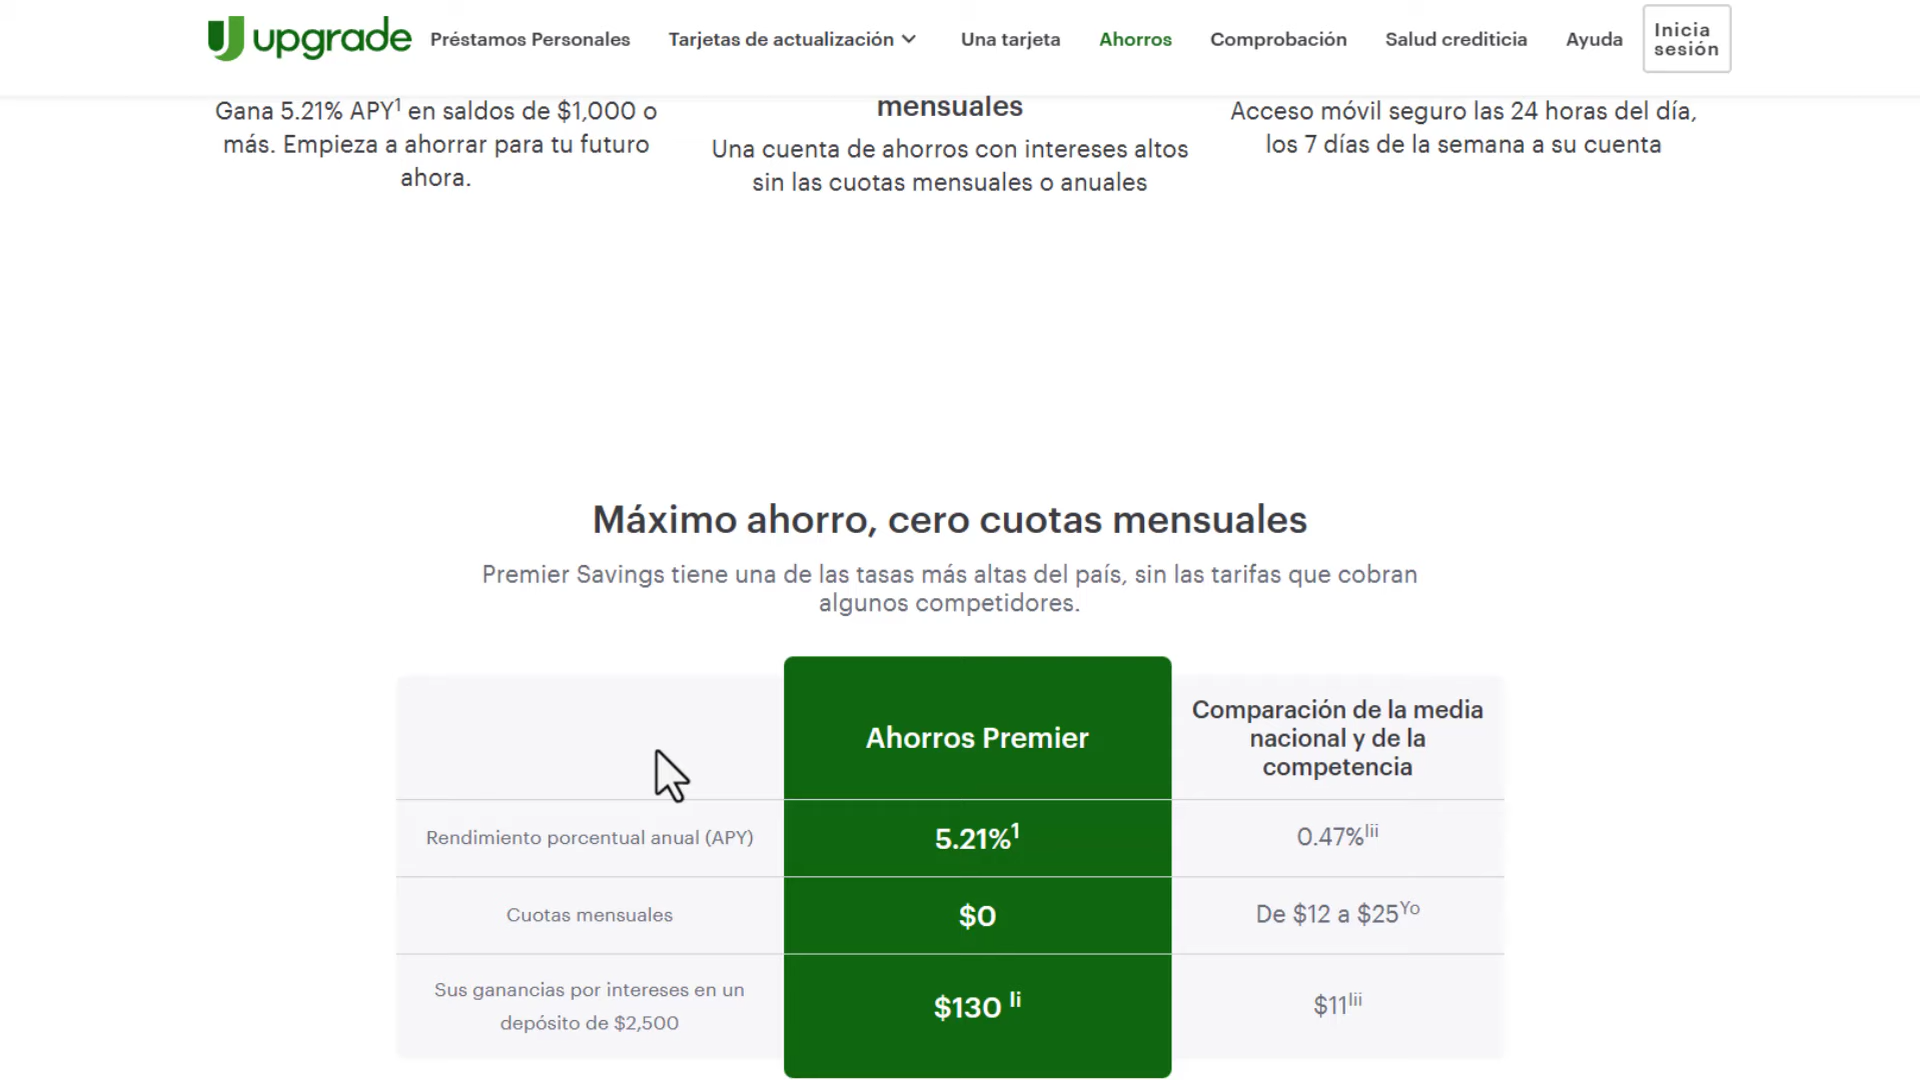 upgrade
Préstamos Personales
Tarjetas de actualización
Una tarjeta
Ahorros
Comprobación
Salud crediticia
Ayuda
Inicia
sesión
Gana 5.21% APY¹ en saldos de $1,000 o
más. Empieza a ahorrar para tu futuro
ahora.
mensuales
Una cuenta de ahorros con intereses altos
sin las cuotas mensuales o anuales
Acceso móvil seguro las 24 horas del día,
los 7 días de la semana a su cuenta
Máximo ahorro, cero cuotas mensuales
Premier Savings tiene una de las tasas más altas del país, sin las tarifas que cobran
algunos competidores.
Ahorros Premier
Comparación de la media
nacional y de la
competencia
Rendimiento porcentual anual (APY)
5.21%¹
0.47%lii
Cuotas mensuales
$0
De $12 a $25Yo
Sus ganancias por intereses en un
depósito de $2,500
$130 li
$11lii